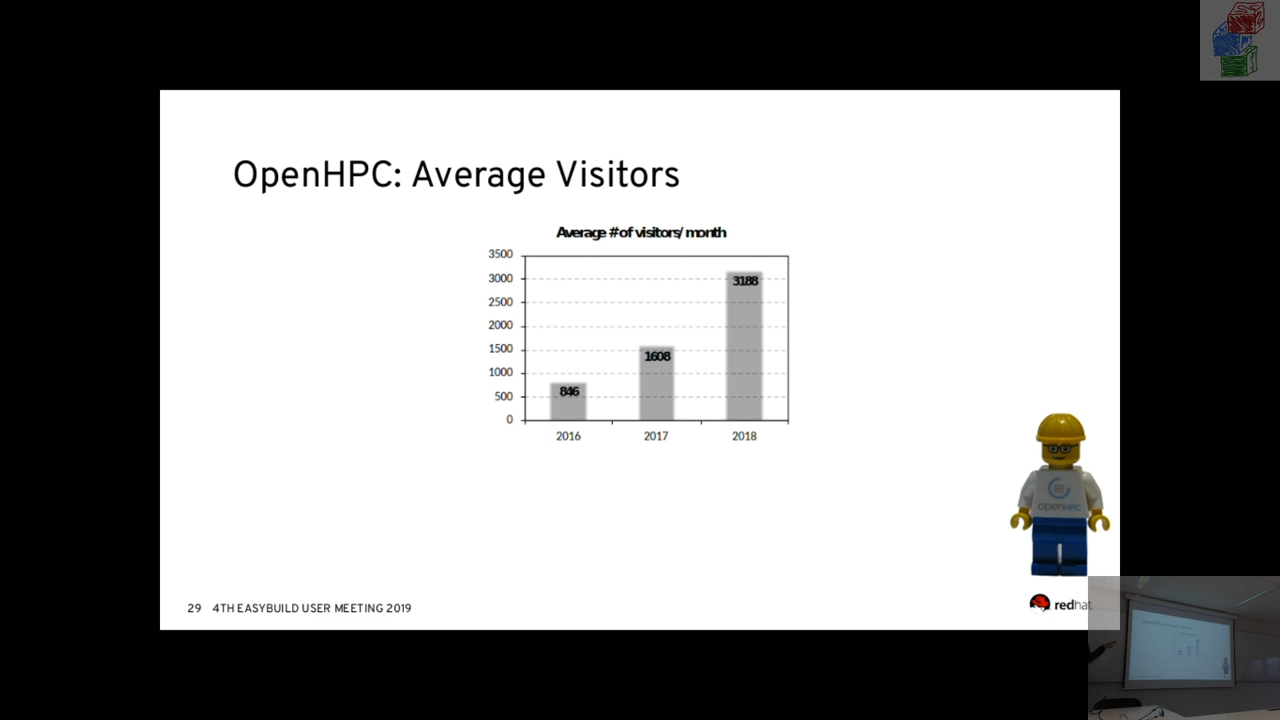 OpenHPC: Average Visitors
Average # of visitors/ month
3500
3000
2500
2000
1500
1000
500
0
846
1608
3188
2016
2017
2018
openHPC
29 4TH EASYBUILD USER MEETING 2019
redhat.